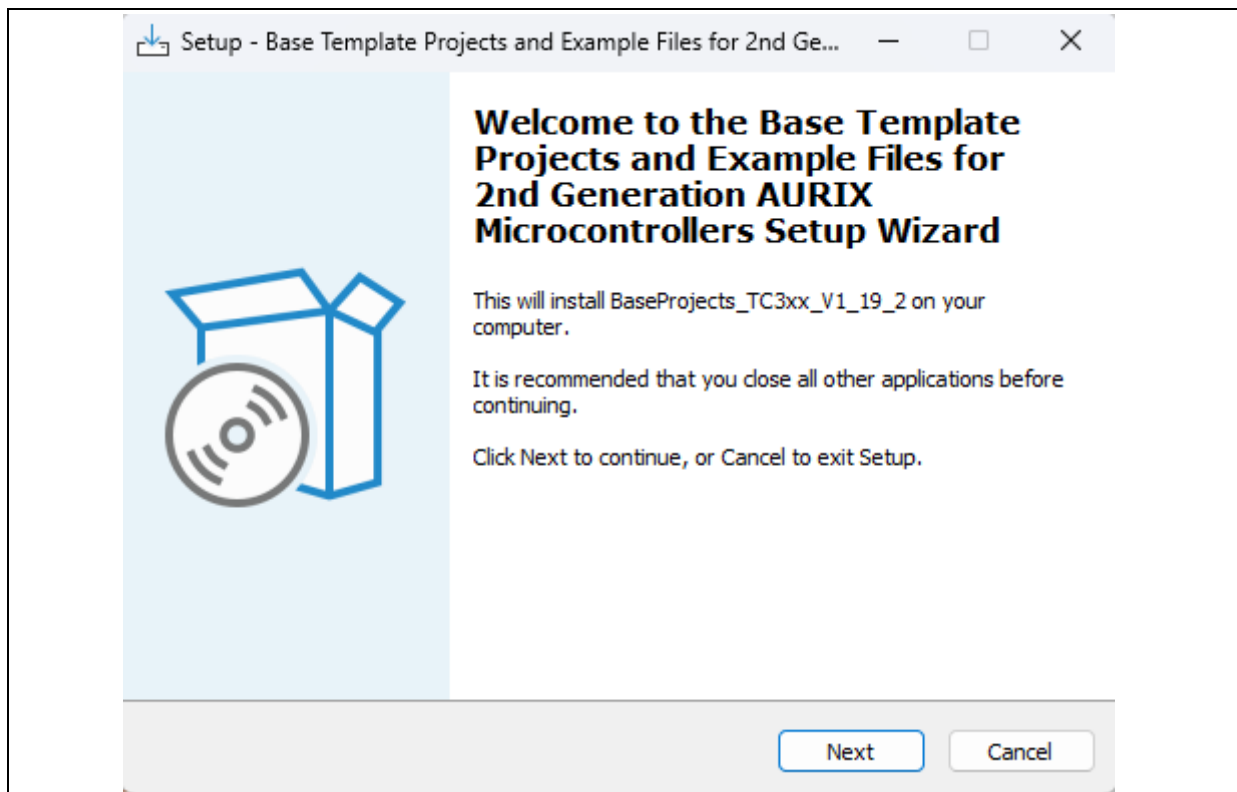 Setup - Base Template Projects and Example Files for 2nd Ge...
Welcome to the Base Template
Projects and Example Files for
2nd Generation AURIX
Microcontrollers Setup Wizard
This will install BaseProjects_TC3xx_V1_19_2 on your
computer.
It is recommended that you close all other applications before
continuing.
Click Next to continue, or Cancel to exit Setup.
Next
Cancel